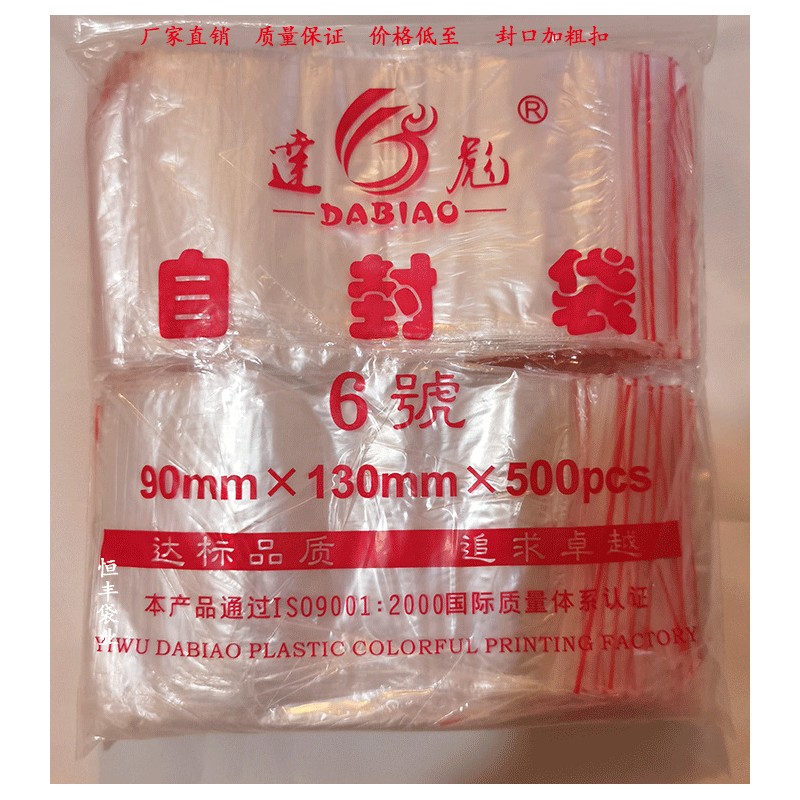 厂家直销 质量保证 价格低至 封口加粗扣
達 彪 ®
DABIAO
自封袋
6號
90mm×130mm×500pcs
达标品质 追求卓越
本产品通过ISO9001:2000国际质量体系认证
YIWU DABIAO PLASTIC COLORFUL PRINTING FACTORY
恒丰袋业